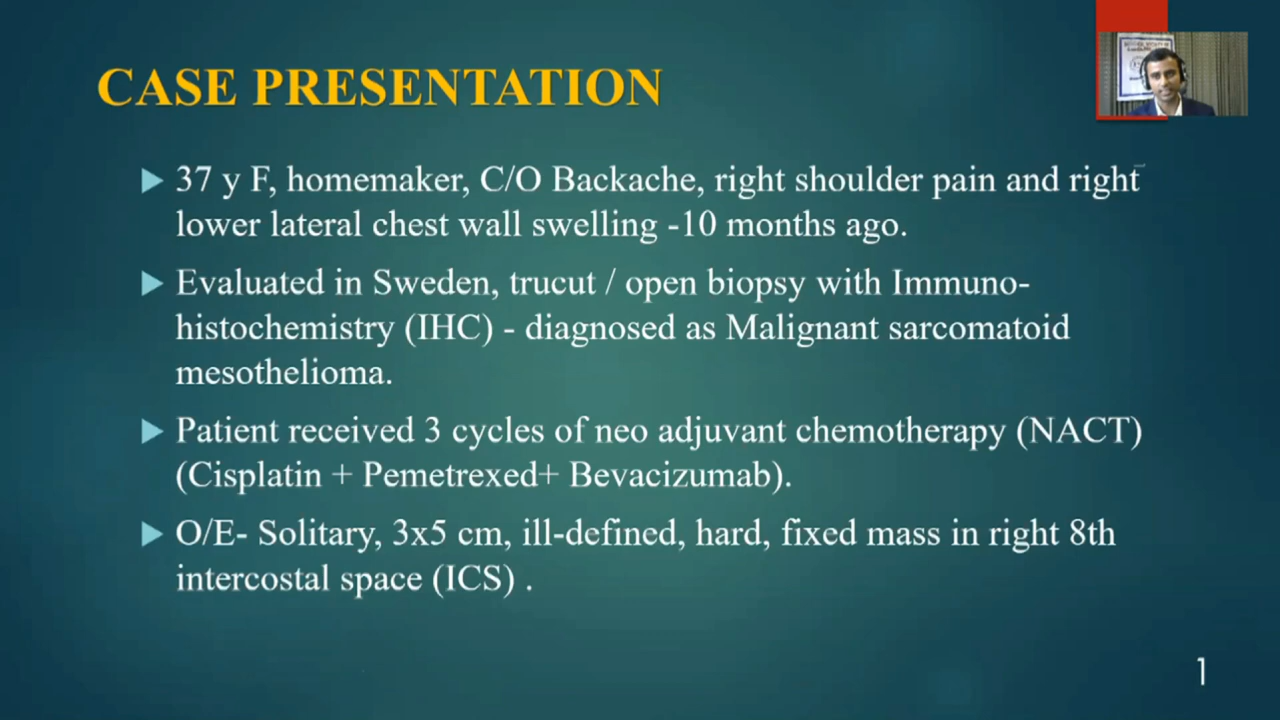 CASE PRESENTATION
37 y F, homemaker, C/O Backache, right shoulder pain and right
lower lateral chest wall swelling -10 months ago.
Evaluated in Sweden, trucut / open biopsy with Immuno-
histochemistry (IHC) - diagnosed as Malignant sarcomatoid
mesothelioma.
Patient received 3 cycles of neo adjuvant chemotherapy (NACT)
(Cisplatin + Pemetrexed+ Bevacizumab).
O/E- Solitary, 3x5 cm, ill-defined, hard, fixed mass in right 8th
intercostal space (ICS) .
1